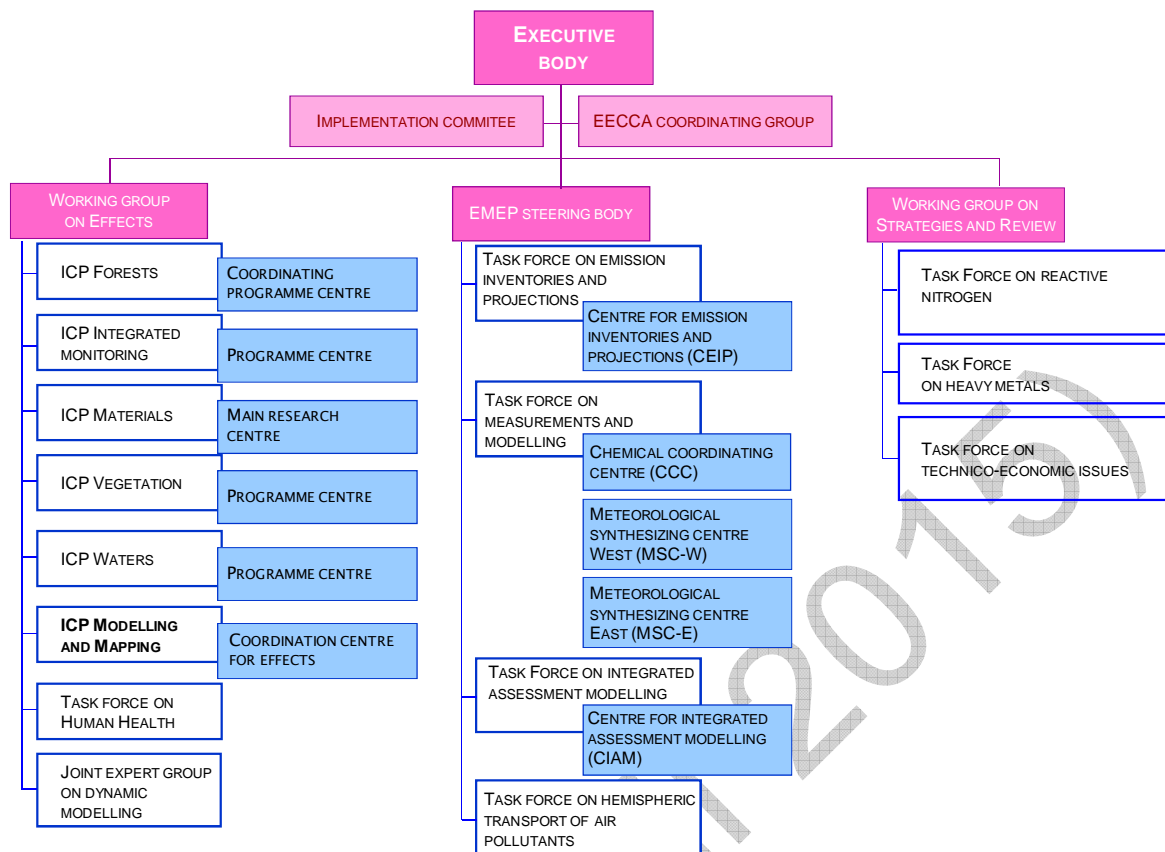 EXECUTIVE
BODY
IMPLEMENTATION COMMITEE
EECCA COORDINATING GROUP
WORKING GROUP
ON EFFECTS
ICP FORESTS
COORDINATING
PROGRAMME CENTRE
ICP INTEGRATED
MONITORING
PROGRAMME CENTRE
ICP MATERIALS
MAIN RESEARCH
CENTRE
ICP VEGETATION
PROGRAMME CENTRE
ICP WATERS
PROGRAMME CENTRE
ICP MODELLING
AND MAPPING
COORDINATION CENTRE
FOR EFFECTS
TASK FORCE ON
HUMAN HEALTH
JOINT EXPERT GROUP
ON DYNAMIC
MODELLING
EMEP STEERING BODY
TASK FORCE ON EMISSION
INVENTORIES AND
PROJECTIONS
CENTRE FOR EMISSION
INVENTORIES AND
PROJECTIONS (CEIP)
TASK FORCE ON
MEASUREMENTS AND
MODELLING
CHEMICAL COORDINATING
CENTRE (CCC)
METEOROLOGICAL
SYNTHESIZING CENTRE
WEST (MSC-W)
METEOROLOGICAL
SYNTHESIZING CENTRE
EAST (MSC-E)
TASK FORCE ON INTEGRATED
ASSESSMENT MODELLING
CENTRE FOR INTEGRATED
ASSESSMENT MODELLING
(CIAM)
TASK FORCE ON HEMISPHERIC
TRANSPORT OF AIR
POLLUTANTS
WORKING GROUP ON
STRATEGIES AND REVIEW
TASK FORCE ON REACTIVE
NITROGEN
TASK FORCE
ON HEAVY METALS
TASK FORCE ON
TECHNICO-ECONOMIC ISSUES
2015)